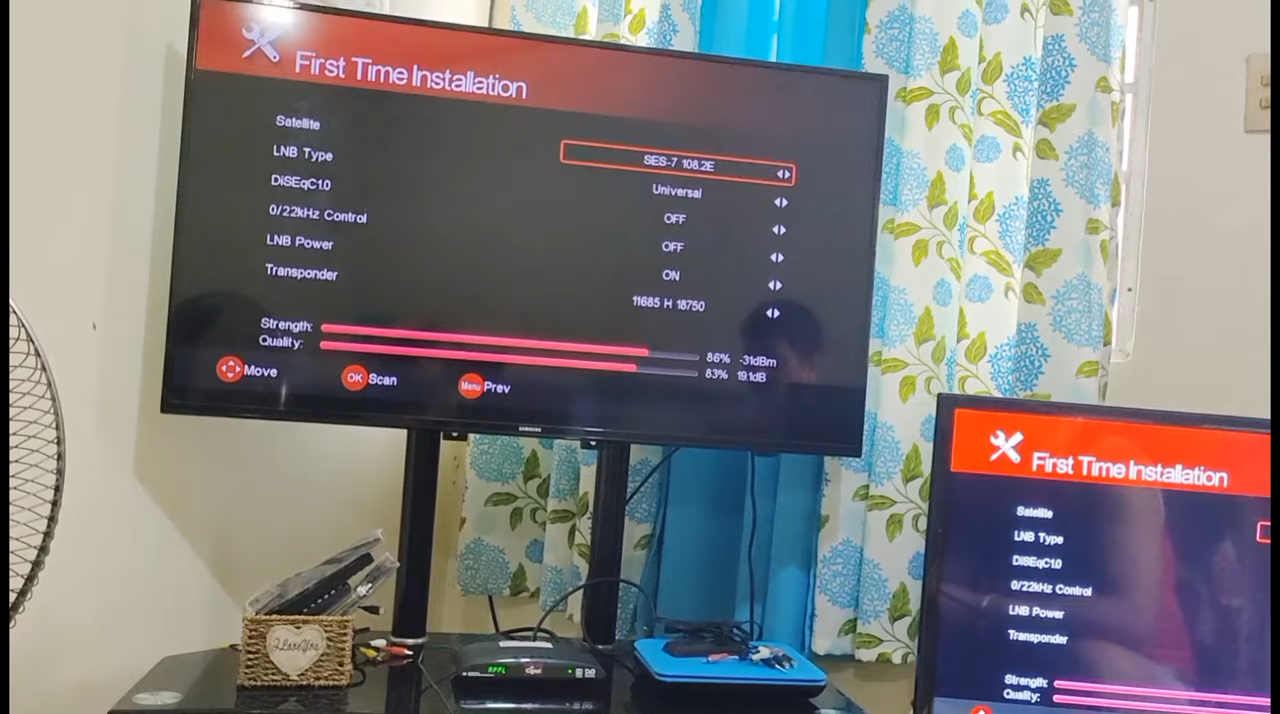 First Time Installation
Satellite
SES-7 108.2E
LNB Type
Universal
DiSEqC1.0
OFF
0/22kHz Control
OFF
LNB Power
ON
Transponder
11685 H 18750
Strength:
86% -31dBm
Quality:
83% 19.1dB
Move
OK Scan
Menu Prev
SAMSUNG
First Time Installation
Satellite
LNB Type
DiSEqC1.0
0/22kHz Control
LNB Power
Transponder
Strength:
Quality:
I Love You
APPL
Cignal